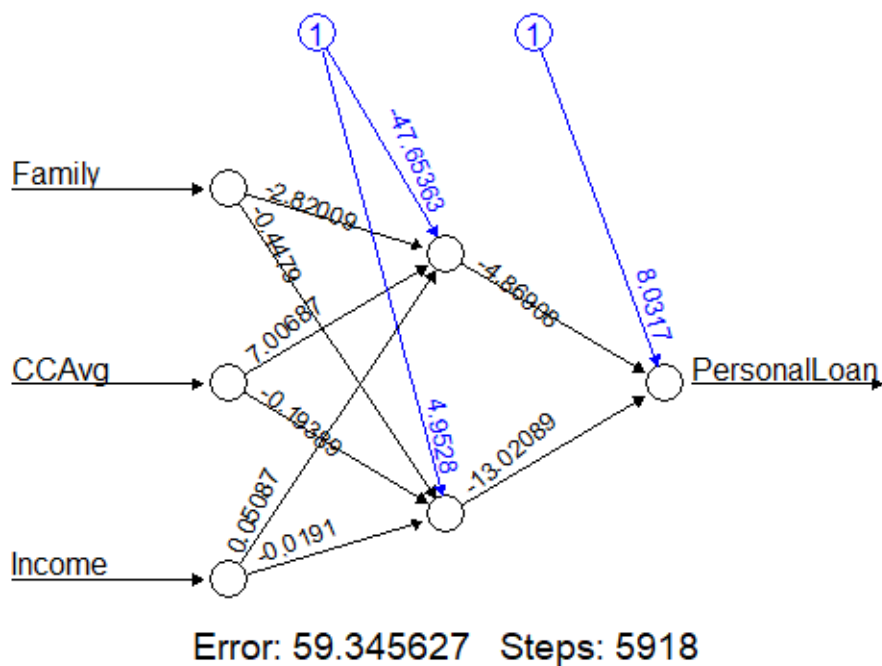 1
1
-47.65363
Family
-2.82009
-0.4479
-4.86908
8.0317
7.00687
CCAvg
PersonalLoan
-0.19389
4.9528
-13.02089
0.05087
-0.0191
Income
Error: 59.345627 Steps: 5918